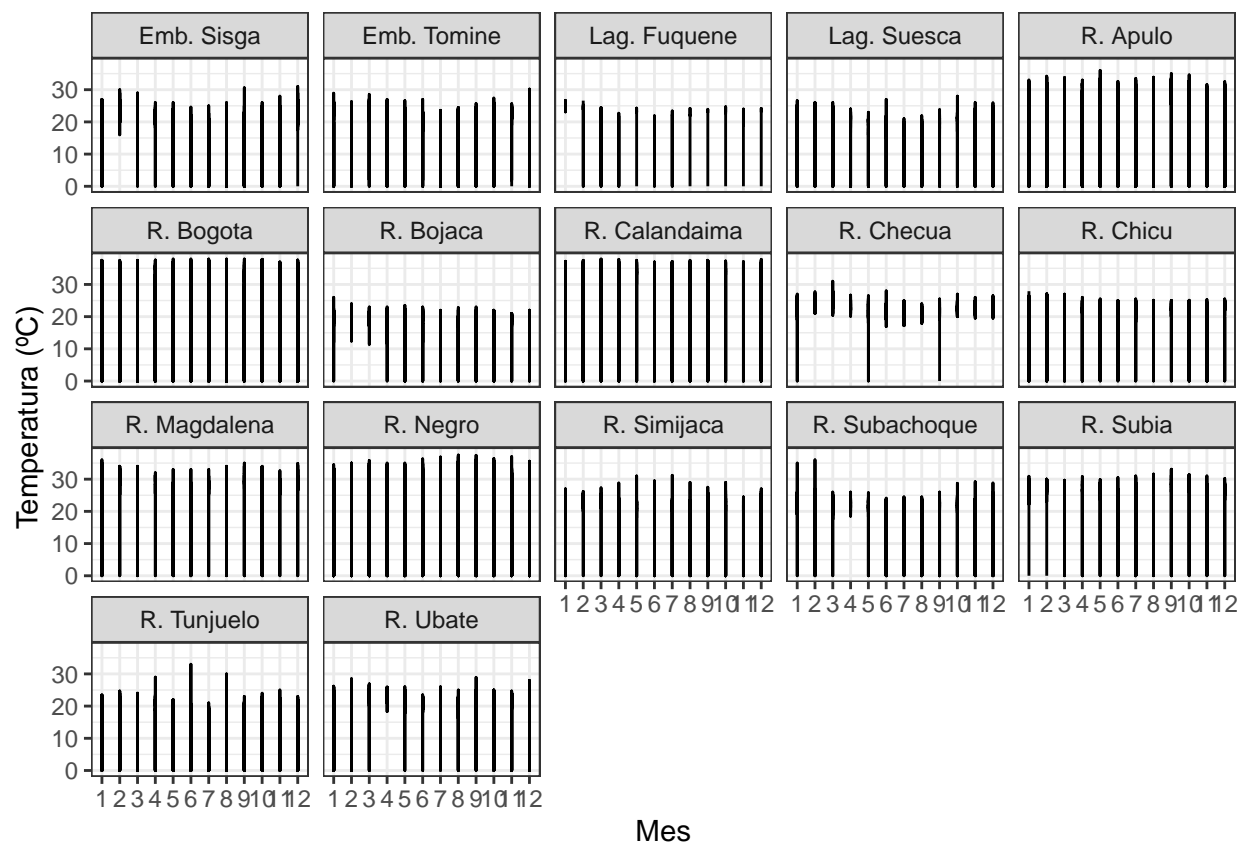 Emb. Sisga Emb. Tomine Lag. Fuquene Lag. Suesca R. Apulo
30
20
10
0
R. Bogota R. Bojaca R. Calandaima R. Checua R. Chicu
30
20
10
0
R. Magdalena R. Negro R. Simijaca R. Subachoque R. Subia
30
20
10
0
1 2 3 4 5 6 7 8 9 10 11 12 1 2 3 4 5 6 7 8 9 10 11 12 1 2 3 4 5 6 7 8 9 10 11 12
R. Tunjuelo R. Ubate
30
20
10
0
1 2 3 4 5 6 7 8 9 10 11 12 1 2 3 4 5 6 7 8 9 10 11 12
Temperatura (ºC)
Mes